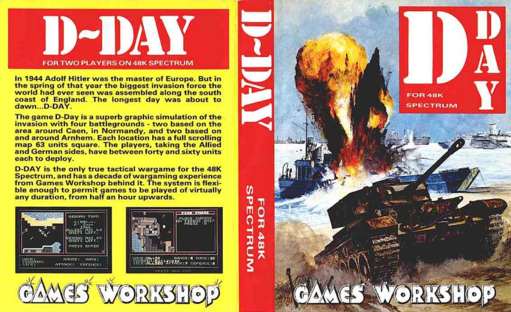 D-DAY
FOR TWO PLAYERS ON 48K SPECTRUM
In 1944 Adolf Hitler was the master of Europe. But in
the spring of that year the biggest invasion force the
world had ever seen was assembled along the south
coast of England. The longest day was about to
dawn...D-DAY.
The game D-Day is a superb graphic simulation of the
invasion with four battlegrounds - two based on the
area around Caen, in Normandy, and two based on
and around Arnhem. Each location has a full scrolling
map 63 units square. The players, taking the Allied
and German sides, have between forty and sixty units
each to deploy.
D-DAY is the only true tactical wargame for the 48K
Spectrum, and has a decade of wargaming experience
from Games Workshop behind it. The system is flexi-
ble enough to permit games to be played of virtually
any duration, from half an hour upwards.
GERMAN TURN
PRESS ENTER
GAMES WORKSHOP
D-DAY
FOR 48K
SPECTRUM
D DAY
FOR 48K
SPECTRUM
GAMES WORKSHOP